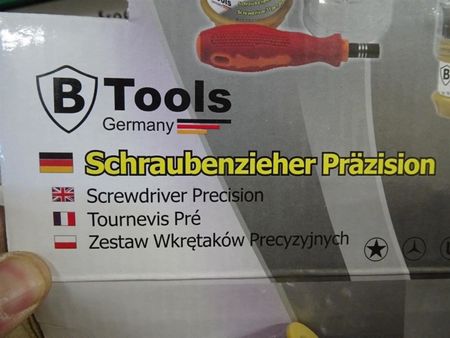 B Tools
Germany
Schraubenzieher Präzision
Screwdriver Precision
Tournevis Pré
Zestaw Wkrętaków Precyzyjnych